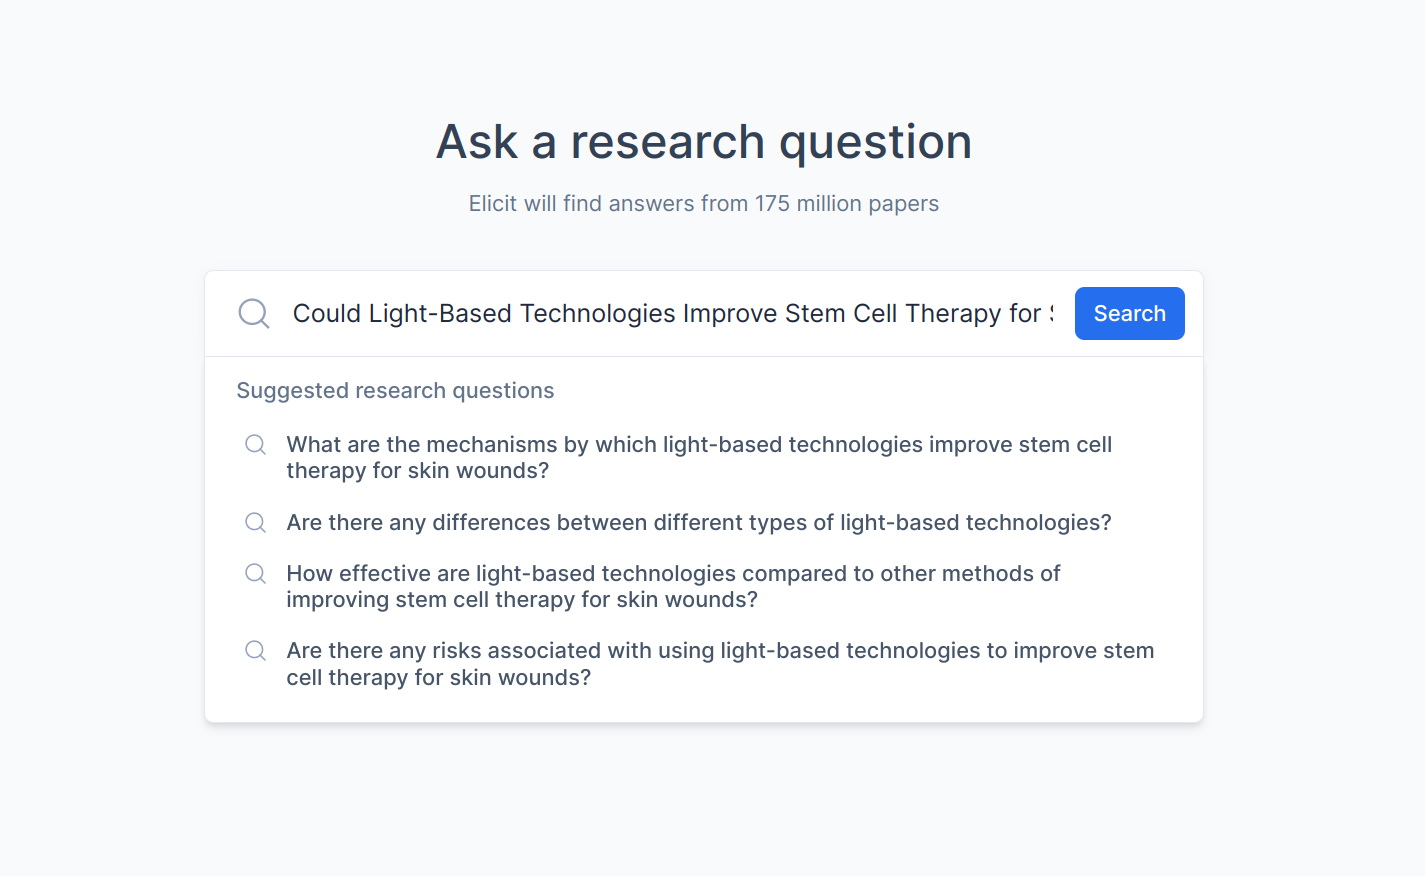 Ask a research question
Elicit will find answers from 175 million papers
Could Light-Based Technologies Improve Stem Cell Therapy for
Search
Suggested research questions
What are the mechanisms by which light-based technologies improve stem cell
therapy for skin wounds?
Are there any differences between different types of light-based technologies?
How effective are light-based technologies compared to other methods of
improving stem cell therapy for skin wounds?
Are there any risks associated with using light-based technologies to improve stem
cell therapy for skin wounds?